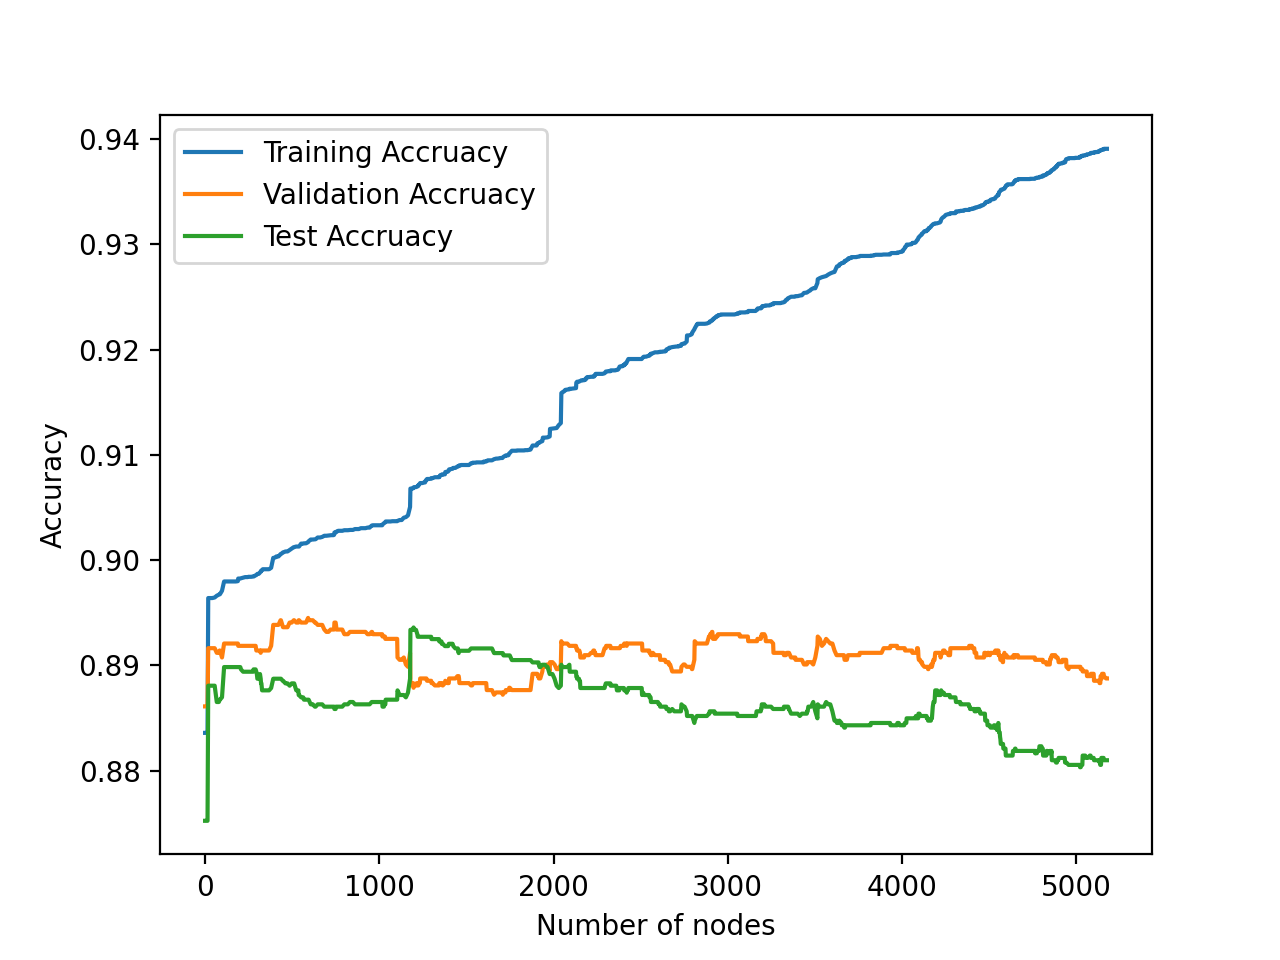 Training Accruacy
Validation Accruacy
Test Accruacy
0.94
0.93
0.92
0.91
0.90
0.89
0.88
Accuracy
0 1000 2000 3000 4000 5000
Number of nodes